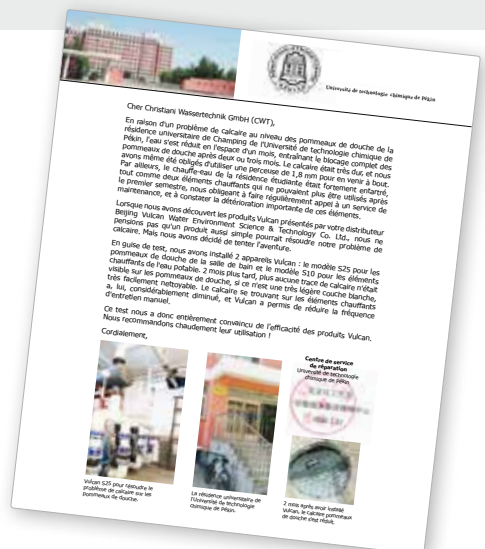 Université de technologie chimique de Pékin
Cher Christiani Wassertechnik GmbH (CWT),
En raison d'un problème de calcaire au niveau des pommeaux de douche de la
résidence universitaire de Champing de l'Université de technologie chimique de
Pékin, l'eau s'est réduit en l'espace d'un mois, entraînant le blocage complet des
pommeaux de douche après deux ou trois mois. Le calcaire était très dur, et nous
avons même été obligés d'utiliser une perceuse de 1,8 mm pour en venir à bout.
Par ailleurs, le chauffe-eau de la résidence étudiante était fortement entartré,
tout comme deux éléments chauffants qui ne pouvaient plus être utilisés après
le premier semestre, nous obligeant à faire régulièrement appel à un service de
maintenance, et à constater la détérioration importante de ces éléments.
Lorsque nous avons découvert les produits Vulcan présentés par votre distributeur
Beijing Vulcan Water Environment Science & Technology Co. Ltd., nous ne
pensions pas qu'un produit aussi simple pourrait résoudre notre problème de
calcaire. Mais nous avons décidé de tenter l'aventure.
En guise de test, nous avons installé 2 appareils Vulcan : le modèle S25 pour les
pommeaux de douche de la salle de bain et le modèle S10 pour les éléments
chauffants de l'eau potable. 2 mois plus tard, plus aucune trace de calcaire n'était
visible sur les pommeaux de douche, si ce n'est une très légère couche blanche,
très facilement nettoyable. Le calcaire se trouvant sur les éléments chauffants
a, lui, considérablement diminué, et Vulcan a permis de réduire la fréquence
d'entretien manuel.
Ce test nous a donc entièrement convaincu de l'efficacité des produits Vulcan.
Nous recommandons chaudement leur utilisation !
Cordialement,
Centre de service
de réparation
Université de technologie
chimique de Pékin
Vulcan S25 pour résoudre le
problème de calcaire sur les
pommeaux de douche.
La résidence universitaire de
l'Université de technologie
chimique de Pékin.
2 mois après avoir installé
Vulcan, le calcaire pommeaux
de douche s'est réduit.